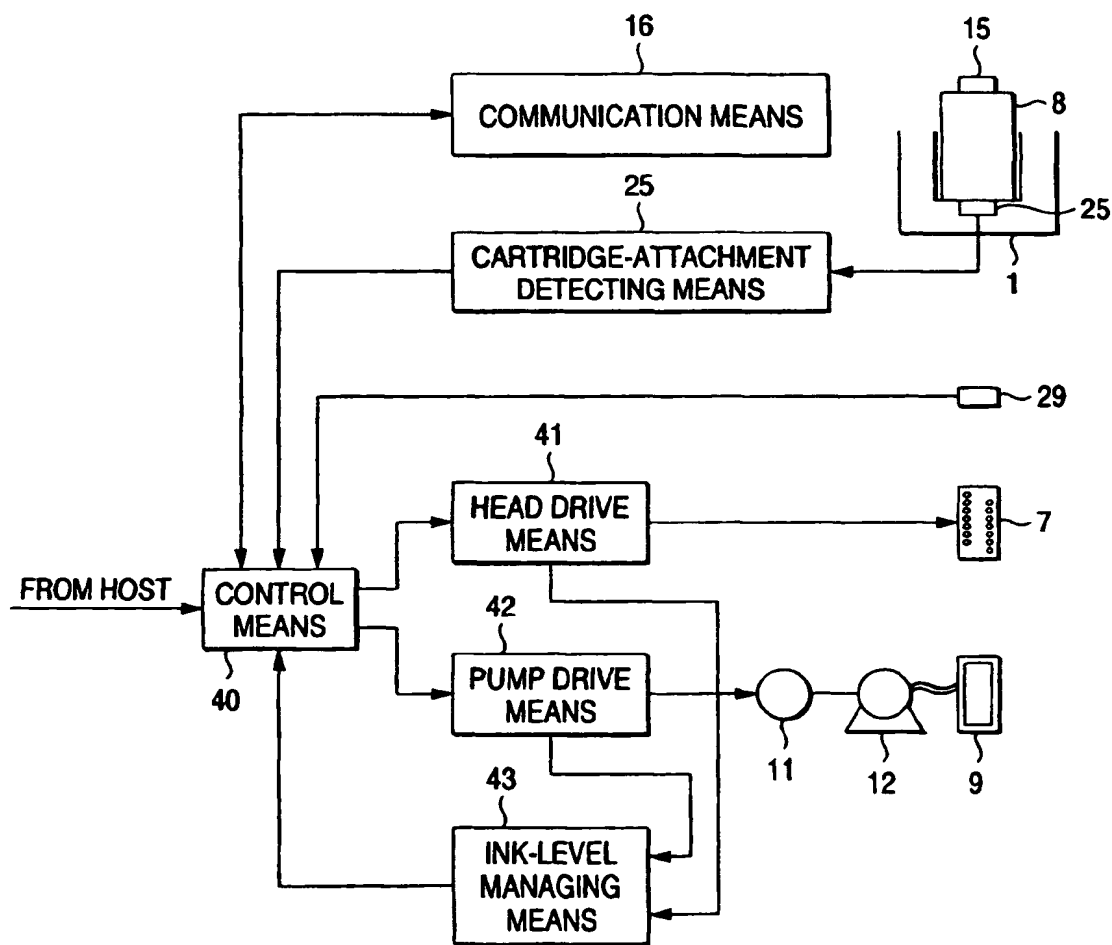 16
COMMUNICATION MEANS
15
8
25
1
25
CARTRIDGE-ATTACHMENT
DETECTING MEANS
29
41
HEAD DRIVE
MEANS
7
FROM HOST
CONTROL
MEANS
40
42
PUMP DRIVE
MEANS
11
12
9
43
INK-LEVEL
MANAGING
MEANS